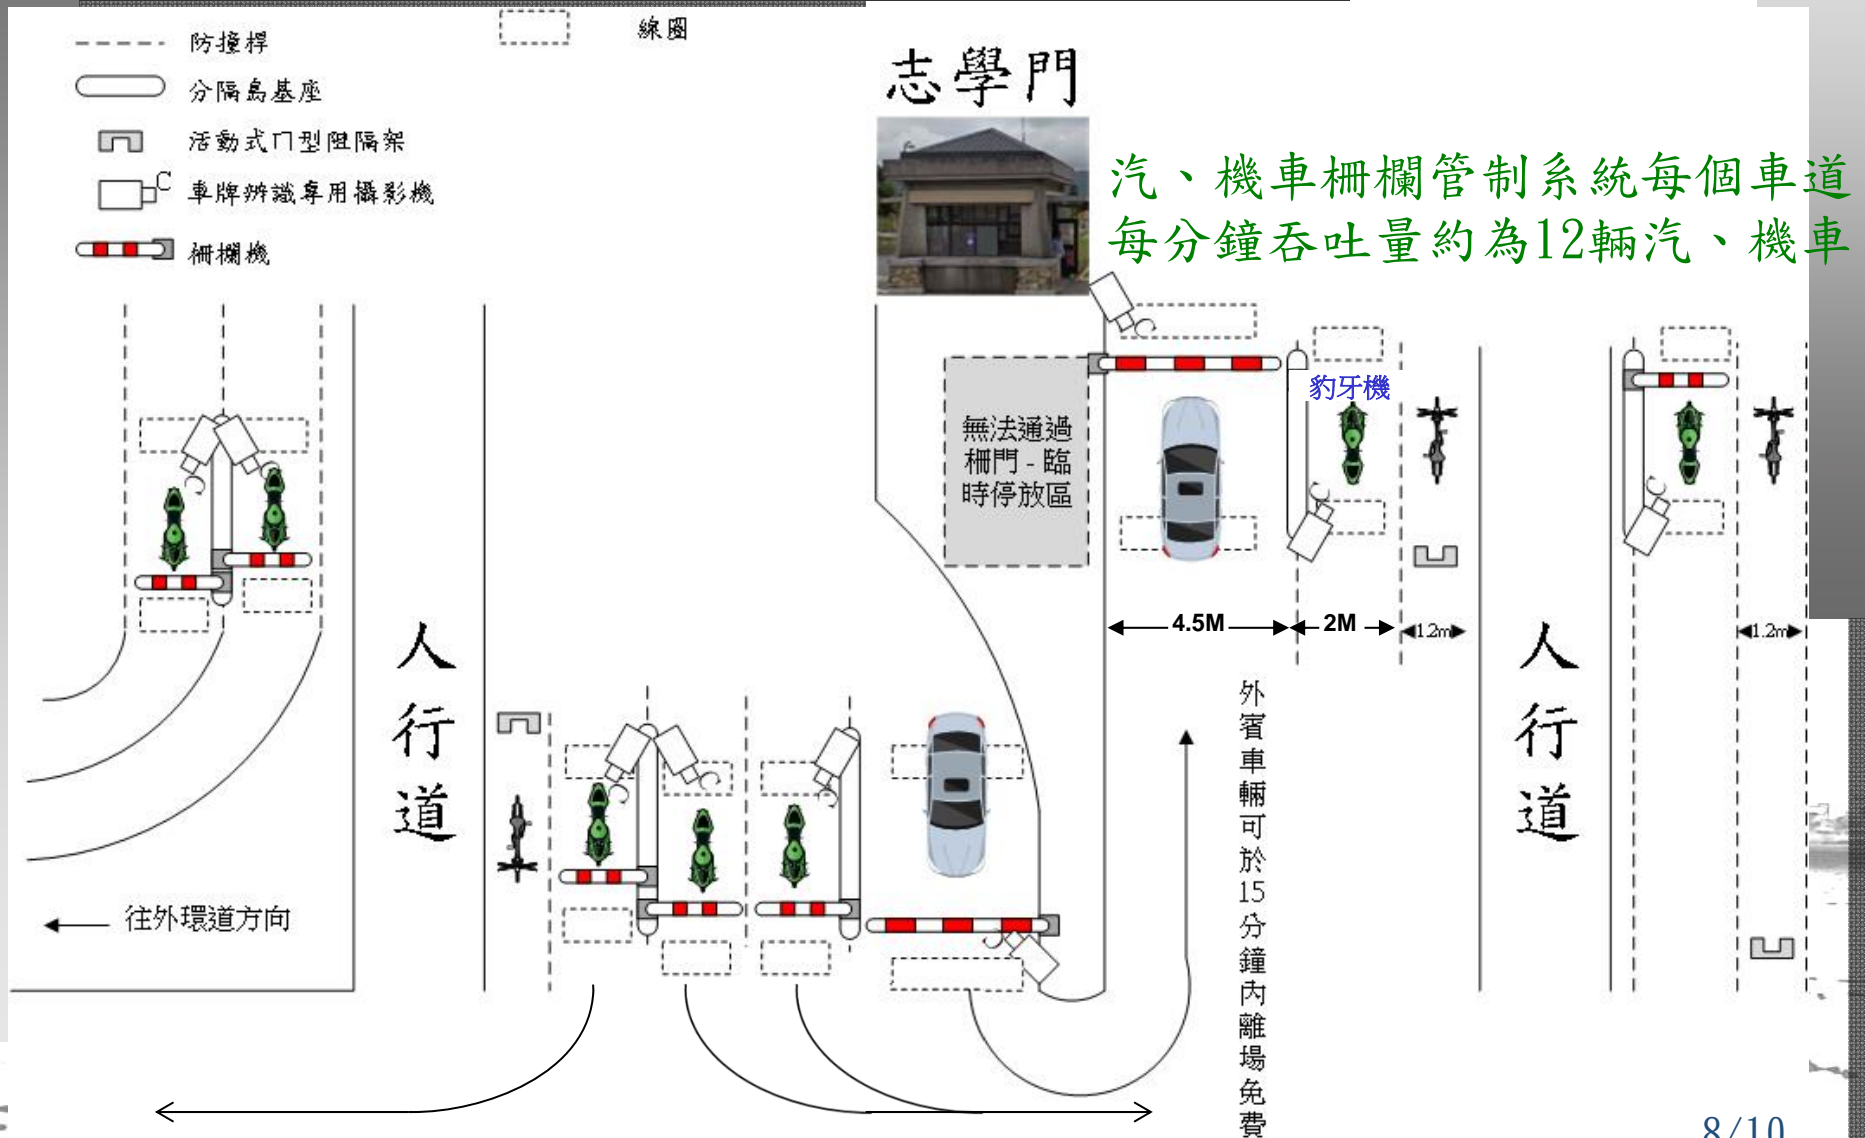 防撞桿
線圈
分隔島基座
活動式ㄇ型阻隔架
車牌辨識專用攝影機
柵欄機
志學門
汽、機車柵欄管制系統每個車道
每分鐘吞吐量約為12輛汽、機車
豹牙機
無法通過
柵門-臨
時停放區
4.5M
2M
1.2m
1.2m
人行道
人行道
外賓車輛可於15分鐘內離場免費
往外環道方向
8/10